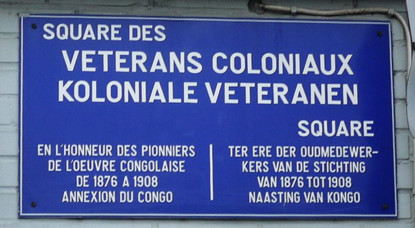 SQUARE DES
VETERANS COLONIAUX
KOLONIALE VETERANEN
SQUARE
EN L'HONNEUR DES PIONNIERS
DE L'OEUVRE CONGOLAISE
DE 1876 A 1908
ANNEXION DU CONGO
TER ERE DER OUDMEDEWER-
KERS VAN DE STICHTING
VAN 1876 TOT 1908
NAASTING VAN KONGO